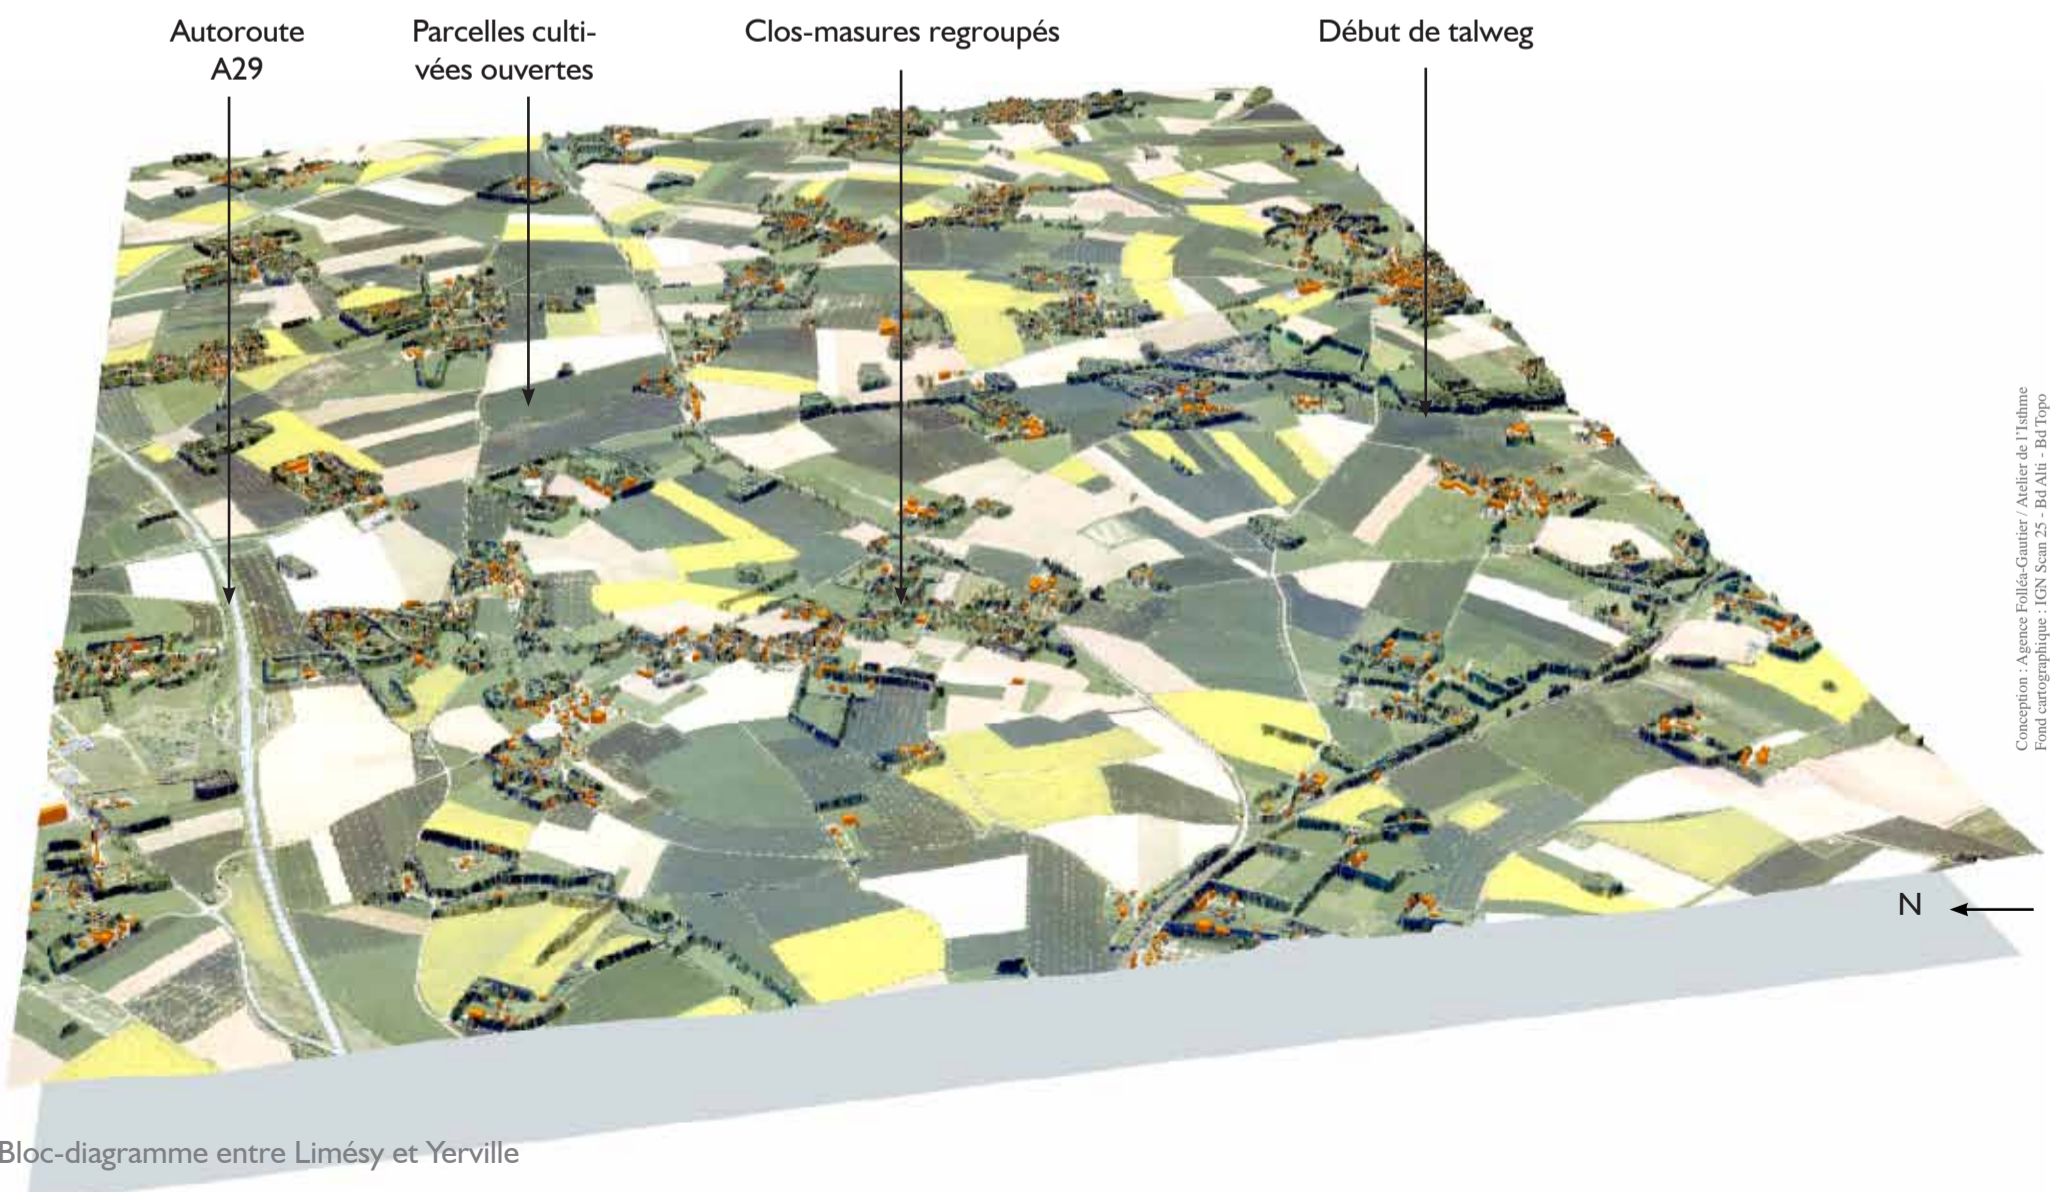 Autoroute
A29
Parcelles culti-
vées ouvertes
Clos-masures regroupés
Début de talweg
Conception : Agence Folléa-Gautier / Atelier de l'Isthme
Fond cartographique : IGN Scan 25 - Bd Alti - Bd Topo
N
Bloc-diagramme entre Limésy et Yerville